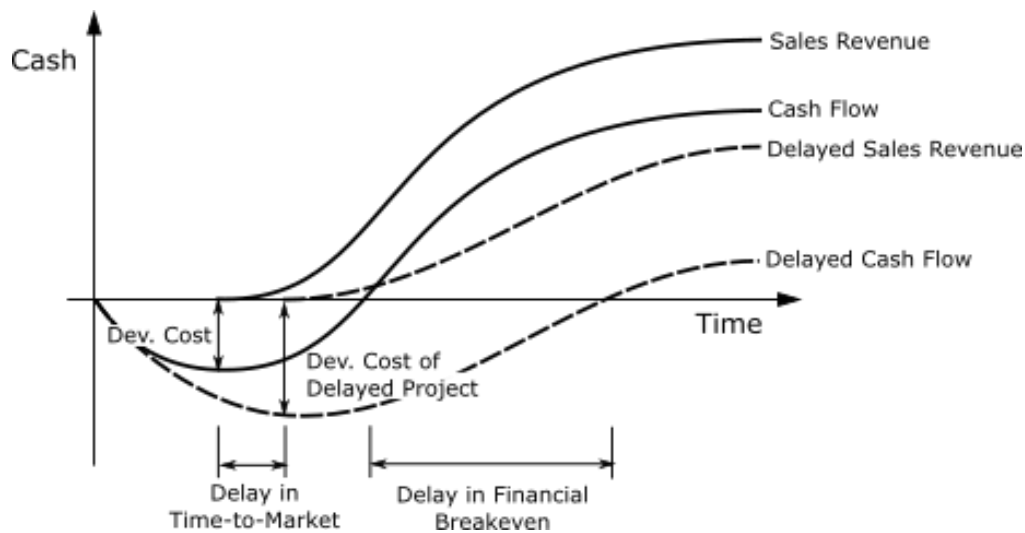 Sales Revenue
Cash
Cash Flow
Delayed Sales Revenue
Delayed Cash Flow
Time
Dev. Cost
Dev. Cost of
Delayed Project
Delay in
Time-to-Market
Delay in Financial
Breakeven